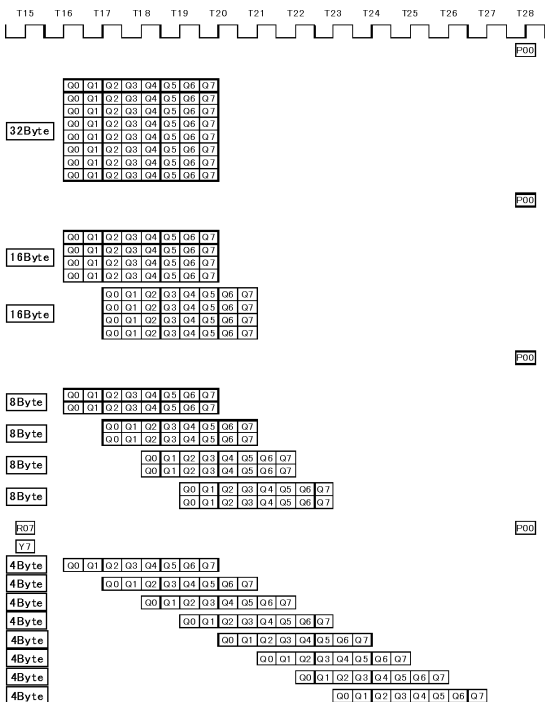 T15 T16 T17 T18 T19 T20 T21 T22 T23 T24 T25 T26 T27 T28
P00
Q0 Q1 Q2 Q3 Q4 Q5 Q6 Q7
Q0 Q1 Q2 Q3 Q4 Q5 Q6 Q7
Q0 Q1 Q2 Q3 Q4 Q5 Q6 Q7
Q0 Q1 Q2 Q3 Q4 Q5 Q6 Q7
32Byte
Q0 Q1 Q2 Q3 Q4 Q5 Q6 Q7
Q0 Q1 Q2 Q3 Q4 Q5 Q6 Q7
Q0 Q1 Q2 Q3 Q4 Q5 Q6 Q7
Q0 Q1 Q2 Q3 Q4 Q5 Q6 Q7
P00
Q0 Q1 Q2 Q3 Q4 Q5 Q6 Q7
Q0 Q1 Q2 Q3 Q4 Q5 Q6 Q7
16Byte
Q0 Q1 Q2 Q3 Q4 Q5 Q6 Q7
Q0 Q1 Q2 Q3 Q4 Q5 Q6 Q7
Q0 Q1 Q2 Q3 Q4 Q5 Q6 Q7
Q0 Q1 Q2 Q3 Q4 Q5 Q6 Q7
16Byte
Q0 Q1 Q2 Q3 Q4 Q5 Q6 Q7
Q0 Q1 Q2 Q3 Q4 Q5 Q6 Q7
P00
8Byte Q0 Q1 Q2 Q3 Q4 Q5 Q6 Q7
Q0 Q1 Q2 Q3 Q4 Q5 Q6 Q7
8Byte Q0 Q1 Q2 Q3 Q4 Q5 Q6 Q7
Q0 Q1 Q2 Q3 Q4 Q5 Q6 Q7
8Byte Q0 Q1 Q2 Q3 Q4 Q5 Q6 Q7
Q0 Q1 Q2 Q3 Q4 Q5 Q6 Q7
8Byte Q0 Q1 Q2 Q3 Q4 Q5 Q6 Q7
Q0 Q1 Q2 Q3 Q4 Q5 Q6 Q7
R07 P00
Y7
4Byte Q0 Q1 Q2 Q3 Q4 Q5 Q6 Q7
4Byte Q0 Q1 Q2 Q3 Q4 Q5 Q6 Q7
4Byte Q0 Q1 Q2 Q3 Q4 Q5 Q6 Q7
4Byte Q0 Q1 Q2 Q3 Q4 Q5 Q6 Q7
4Byte Q0 Q1 Q2 Q3 Q4 Q5 Q6 Q7
4Byte Q0 Q1 Q2 Q3 Q4 Q5 Q6 Q7
4Byte Q0 Q1 Q2 Q3 Q4 Q5 Q6 Q7
4Byte Q0 Q1 Q2 Q3 Q4 Q5 Q6 Q7